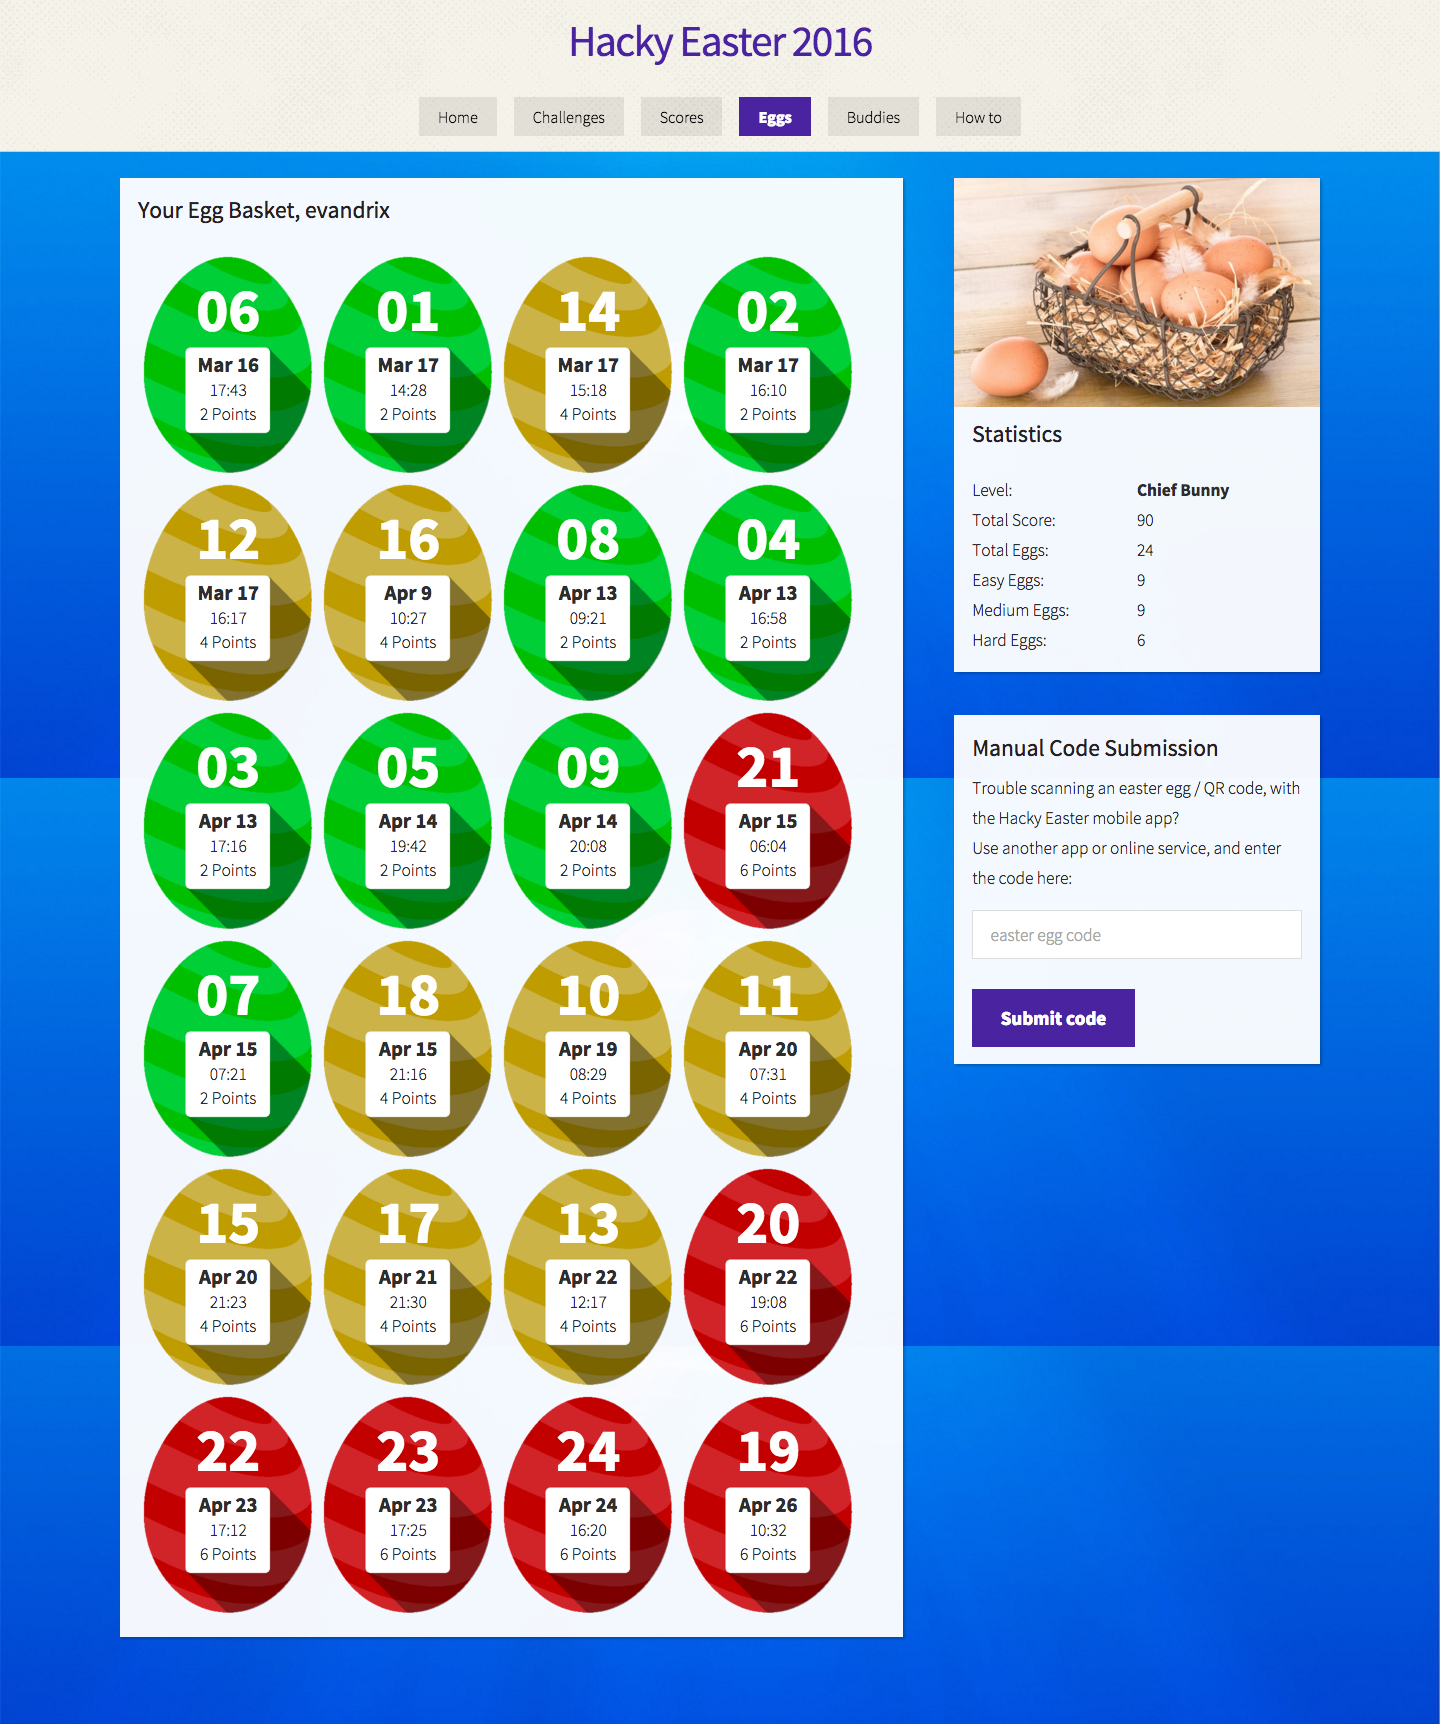 Hacky Easter 2016
Home Challenges Scores Eggs Buddies How to
Your Egg Basket, evandrix
06
Mar 16
17:43
2 Points
01
Mar 17
14:28
2 Points
14
Mar 17
15:18
4 Points
02
Mar 17
16:10
2 Points
12
Mar 17
16:17
4 Points
16
Apr 9
10:27
4 Points
08
Apr 13
09:21
2 Points
04
Apr 13
16:58
2 Points
03
Apr 13
17:16
2 Points
05
Apr 14
19:42
2 Points
09
Apr 14
20:08
2 Points
21
Apr 15
06:04
6 Points
07
Apr 15
07:21
2 Points
18
Apr 15
21:16
4 Points
10
Apr 19
08:29
4 Points
11
Apr 20
07:31
4 Points
15
Apr 20
21:23
4 Points
17
Apr 21
21:30
4 Points
13
Apr 22
12:17
4 Points
20
Apr 22
19:08
6 Points
22
Apr 23
17:12
6 Points
23
Apr 23
17:25
6 Points
24
Apr 24
16:20
6 Points
19
Apr 26
10:32
6 Points
Statistics
Level: Chief Bunny
Total Score: 90
Total Eggs: 24
Easy Eggs: 9
Medium Eggs: 9
Hard Eggs: 6
Manual Code Submission
Trouble scanning an easter egg / QR code, with
the Hacky Easter mobile app?
Use another app or online service, and enter
the code here:
easter egg code
Submit code